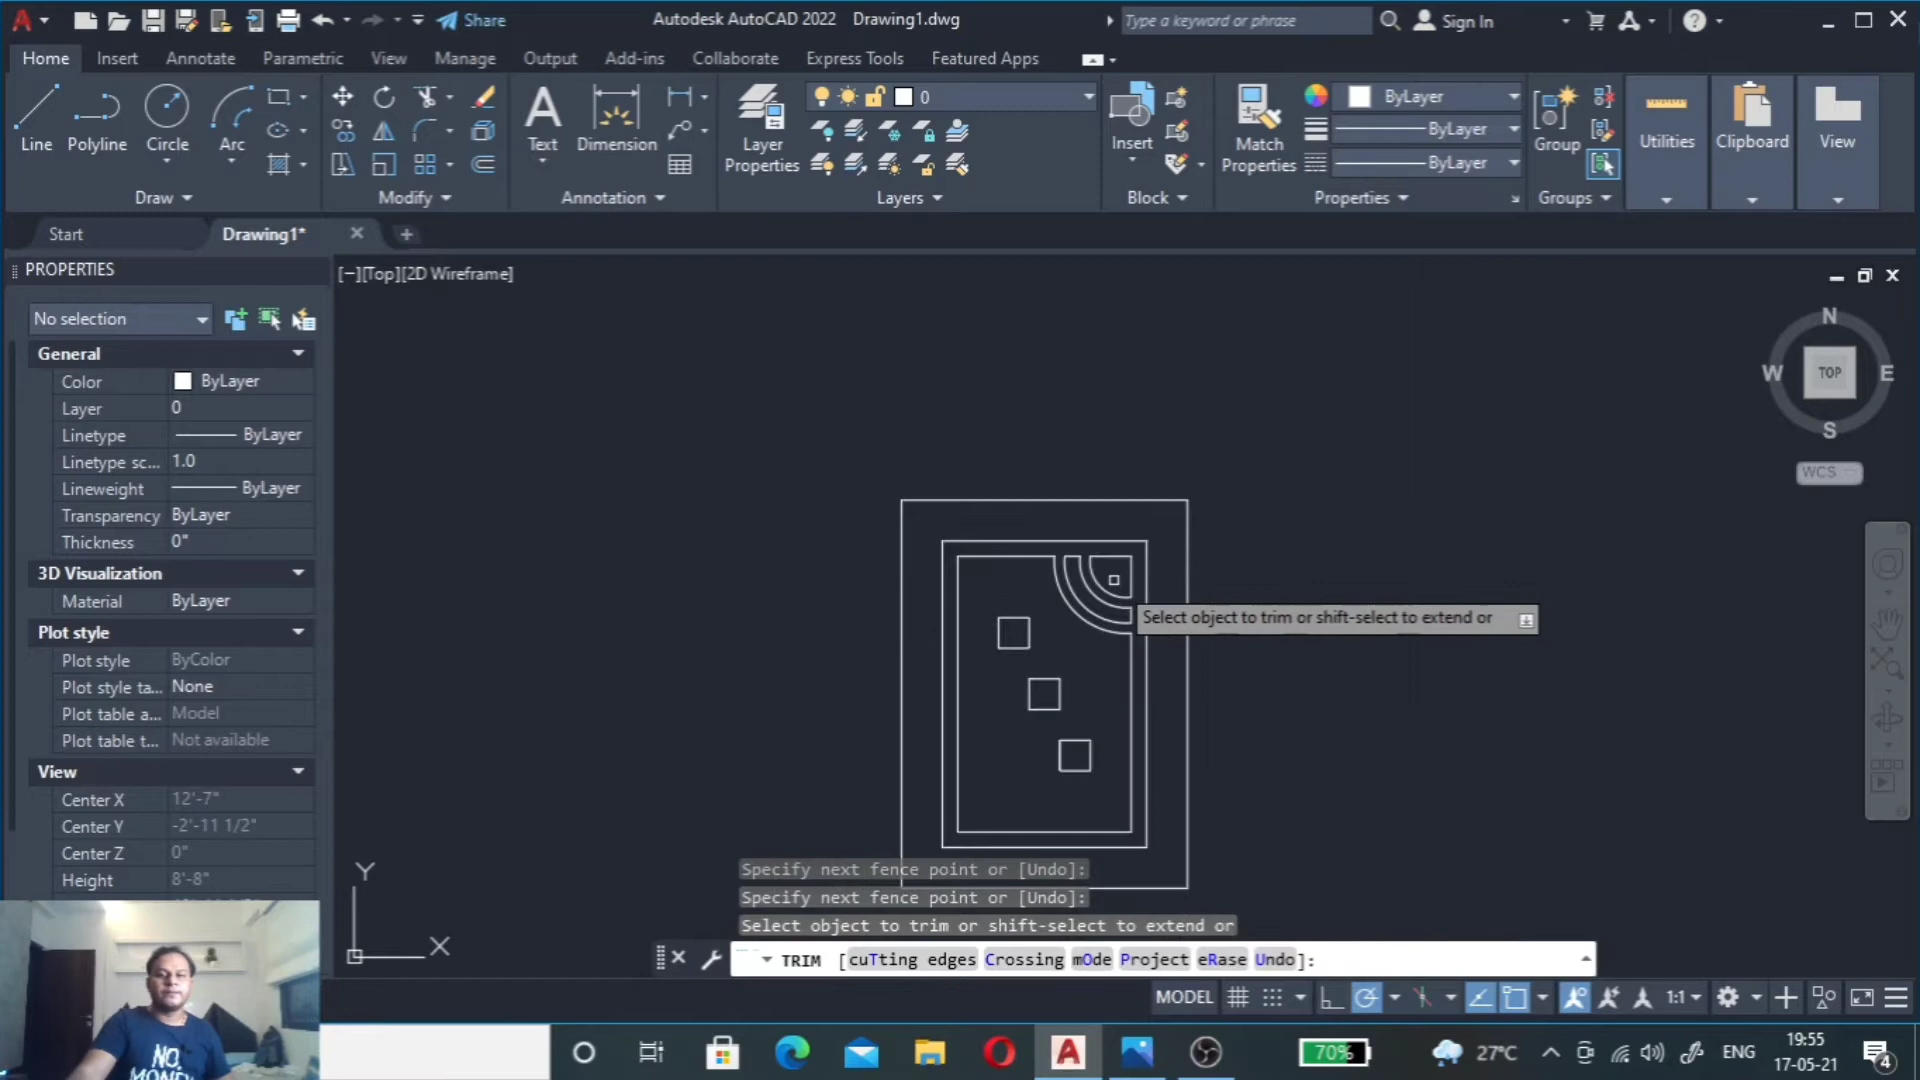 Share
Autodesk AutoCAD 2022 Drawing1.dwg
Type a keyword or phrase
Sign In
Home Insert Annotate Parametric View Manage Output Add-ins Collaborate Express Tools Featured Apps
Line Polyline Circle Arc
Text Dimension
Layer Properties
0
Insert
Match Properties
ByLayer
ByLayer
ByLayer
Group
Utilities Clipboard View
Draw Modify Annotation Layers Block Properties Groups
Start Drawing1*
PROPERTIES
[−][Top][2D Wireframe]
No selection
General
Color ByLayer
Layer 0
Linetype ByLayer
Linetype sc... 1.0
Lineweight ByLayer
Transparency ByLayer
Thickness 0"
3D Visualization
Material ByLayer
Plot style
Plot style ByColor
Plot style ta... None
Plot table a... Model
Plot table t... Not available
View
Center X 12'-7"
Center Y -2'-11 1/2"
Center Z 0"
Height 8'-8"
N
W TOP E
S
WCS
Select object to trim or shift-select to extend or
Y
X
Specify next fence point or [Undo]:
Specify next fence point or [Undo]:
Select object to trim or shift-select to extend or
TRIM [cuTting edges Crossing mOde Project eRase Undo]:
MODEL 1:1
NO,
MONEY
70% 27°C ENG 19:55
17-05-21
4